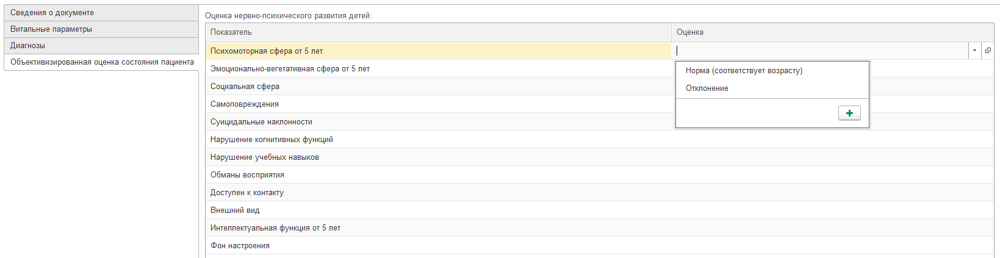 Сведения о документе
Витальные параметры
Диагнозы
Объективизированная оценка состояния пациента
Оценка нервно-психического развития детей:
Показатель Оценка
Психомоторная сфера от 5 лет
Эмоционально-вегетативная сфера от 5 лет
Социальная сфера
Самоповреждения
Суицидальные наклонности
Нарушение когнитивных функций
Нарушение учебных навыков
Обманы восприятия
Доступен к контакту
Внешний вид
Интеллектуальная функция от 5 лет
Фон настроения
Норма (соответствует возрасту)
Отклонение